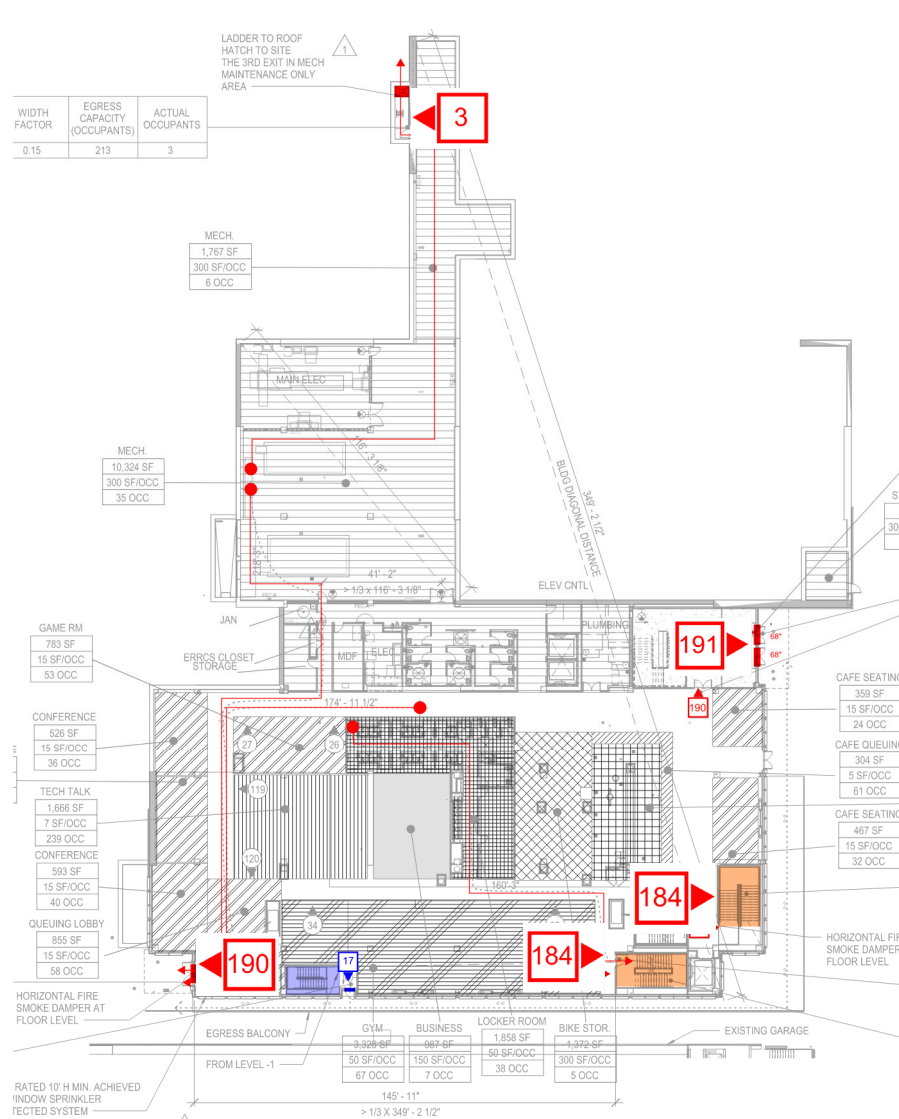 LADDER TO ROOF
HATCH TO SITE
THE 3RD EXIT IN MECH
MAINTENANCE ONLY
AREA
1
WIDTH
FACTOR
EGRESS
CAPACITY
(OCCUPANTS)
ACTUAL
OCCUPANTS
0.15
213
3
3
MECH.
1,767 SF
300 SF/OCC
6 OCC
MAIN ELEC
MECH.
10,324 SF
300 SF/OCC
35 OCC
116' - 3 1/8"
BLDG DIAGONAL DISTANCE
349' - 2 1/2"
218'-3"
41' - 2"
> 1/3 x 116' - 3 1/8"
ELEV CNTL
S
30
JAN
ERRCS CLOSET
STORAGE
MDF
ELEC
PLUMBING
191
68"
68"
190
GAME RM
783 SF
15 SF/OCC
53 OCC
CONFERENCE
526 SF
15 SF/OCC
36 OCC
TECH TALK
1,666 SF
7 SF/OCC
239 OCC
CONFERENCE
593 SF
15 SF/OCC
40 OCC
QUEUING LOBBY
855 SF
15 SF/OCC
58 OCC
174' - 11 1/2"
27
26
119
120
34
160'-3"
CAFE SEATING
359 SF
15 SF/OCC
24 OCC
CAFE QUEUING
304 SF
5 SF/OCC
61 OCC
CAFE SEATING
467 SF
15 SF/OCC
32 OCC
184
184
190
17
HORIZONTAL FIRE
SMOKE DAMPER
FLOOR LEVEL
HORIZONTAL FIRE
SMOKE DAMPER AT
FLOOR LEVEL
EGRESS BALCONY
FROM LEVEL -1
GYM
3,328 SF
50 SF/OCC
67 OCC
BUSINESS
987 SF
150 SF/OCC
7 OCC
LOCKER ROOM
1,858 SF
50 SF/OCC
38 OCC
BIKE STOR.
1,372 SF
300 SF/OCC
5 OCC
EXISTING GARAGE
RATED 10' H MIN. ACHIEVED
INDOW SPRINKLER
TECTED SYSTEM
145' - 11"
> 1/3 X 349' - 2 1/2"